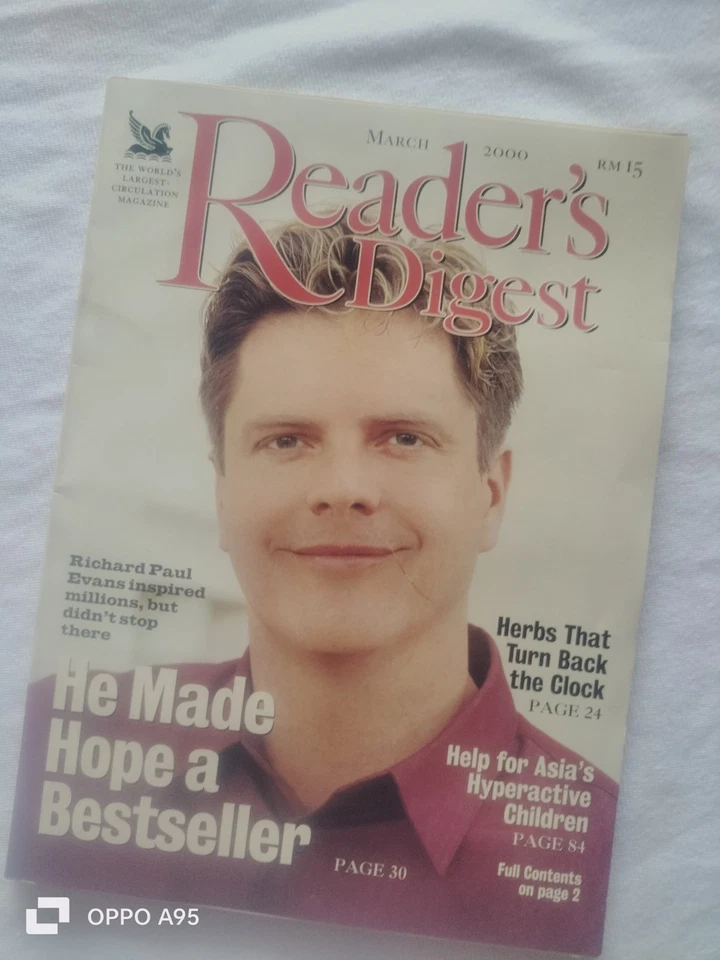 MARCH 2000 RM 15
THE WORLD'S
LARGEST-
CIRCULATION
MAGAZINE
Reader's
Digest
Richard Paul
Evans inspired
millions, but
didn't stop
there
He Made
Hope a
Bestseller
PAGE 30
Herbs That
Turn Back
the Clock
PAGE 24
Help for Asia's
Hyperactive
Children
PAGE 84
Full Contents
on page 2
OPPO A95